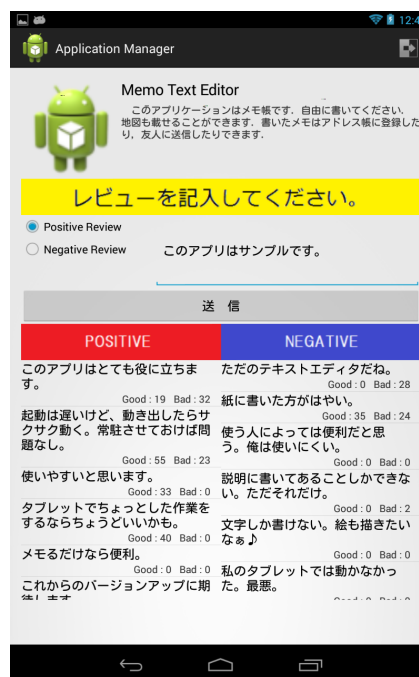 12:4
Application Manager
Memo Text Editor
このアプリケーションはメモ帳です．自由に書いてください．
地図も載せることができます．書いたメモはアドレス帳に登録した
り，友人に送信したりできます．
レビューを記入してください。
Positive Review
Negative Review
このアプリはサンプルです。
送 信
POSITIVE
このアプリはとても役に立ちま
す。
Good : 19 Bad : 32
起動は遅いけど、動き出したらサ
クサク動く。常駐させておけば問
題なし。
Good : 55 Bad : 23
使いやすいと思います。
Good : 33 Bad : 0
タブレットでちょっとした作業を
するならちょうどいいかも。
Good : 40 Bad : 0
メモるだけなら便利。
Good : 0 Bad : 0
これからのバージョンアップに期
待します
NEGATIVE
ただのテキストエディタだね。
Good : 0 Bad : 28
紙に書いた方がはやい。
Good : 35 Bad : 24
使う人によっては便利だと思
う。俺は使いにくい。
Good : 0 Bad : 0
説明に書いてあることしかできな
い。ただそれだけ。
Good : 0 Bad : 2
文字しか書けない。絵も描きたい
なぁ♪
Good : 0 Bad : 0
私のタブレットでは動かなかっ
た。最悪。
Good : 0 Bad : 0